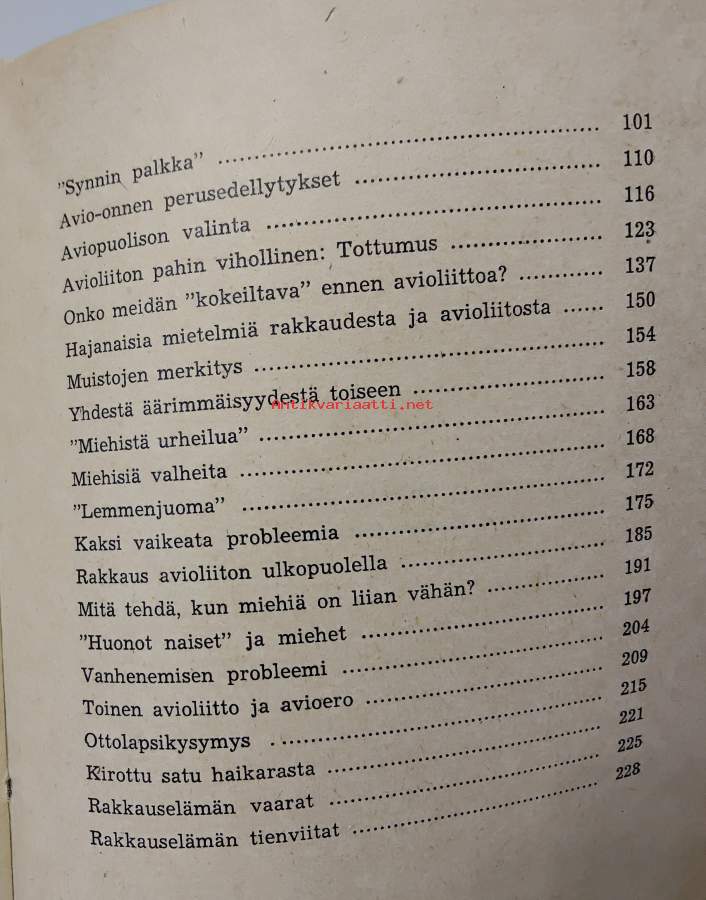 "Synnin palkka" ........ 101
Avio-onnen perusedellytykset ........ 110
Aviopuolison valinta ........ 116
Avioliiton pahin vihollinen: Tottumus ........ 123
Onko meidän "kokeiltava" ennen avioliittoa? ........ 137
Hajanaisia mietelmiä rakkaudesta ja avioliitosta ...... 150
Muistojen merkitys ........ 154
Yhdestä äärimmäisyydestä toiseen ........ 158
Antikvariaatti.net
"Miehistä urheilua" ........ 163
Miehisiä valheita ........ 168
"Lemmenjuoma" ........ 172
Kaksi vaikeata probleemia ........ 175
Rakkaus avioliiton ulkopuolella ........ 185
Mitä tehdä, kun miehiä on liian vähän? ........ 191
"Huonot naiset" ja miehet ........ 197
Vanhenemisen probleemi ........ 204
Toinen avioliitto ja avioero ........ 209
Ottolapsikysymys ........ 215
Kirottu satu haikarasta ........ 221
Rakkauselämän vaarat ........ 225
Rakkauselämän tienviitat ........ 228